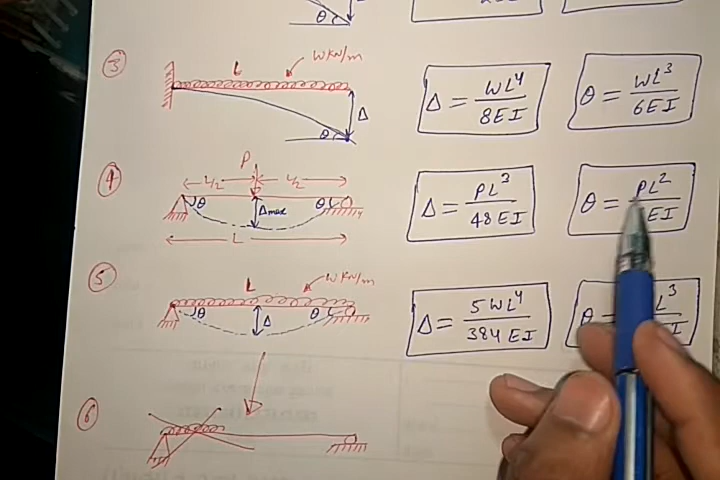 θ
③
L
W KN/m
Δ
θ
Δ = WL⁴/8EI
θ = WL³/6EI
④
P
L/2
L/2
θ
Δmax
θ
L
Δ = PL³/48EI
θ = PL²/ EI
⑤
L
W KN/m
θ
Δ
θ
Δ = 5WL⁴/384EI
θ = L³/ I
⑥